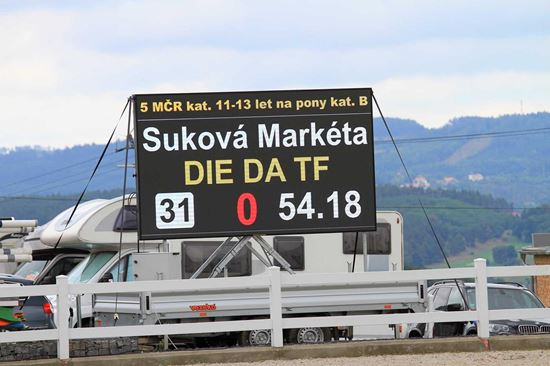 5 MČR kat. 11-13 let na pony kat. B
Suková Markéta
DIE DA TF
31 0 54.18